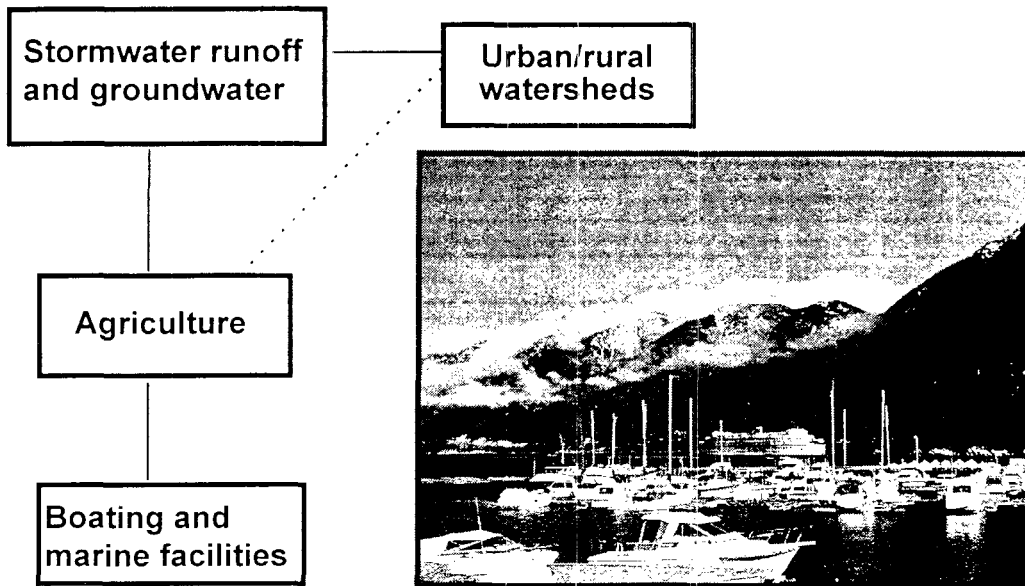 Stormwater runoff
and groundwater
Urban/rural
watersheds
Agriculture
Boating and
marine facilities